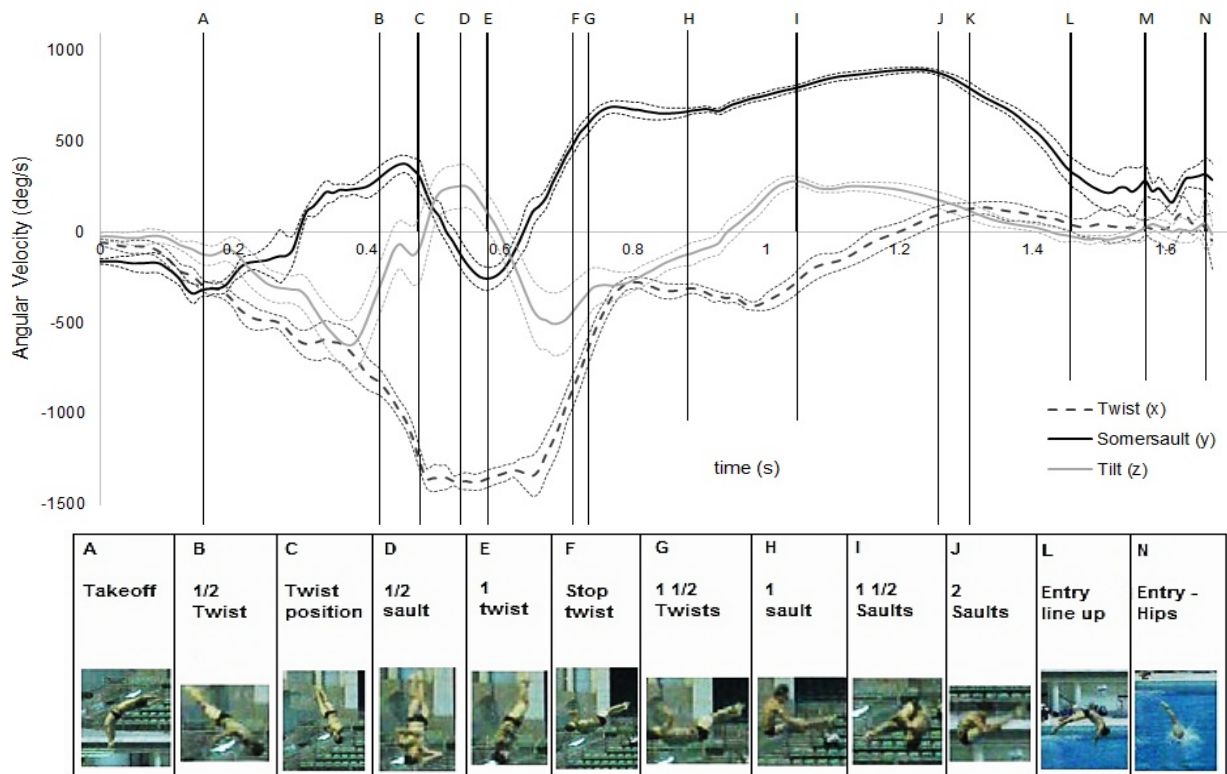 A B C D E F G H I J K L M N
1000
500
0
-500
-1000
-1500
Angular Velocity (deg/s)
0 0.2 0.4 0.6 0.8 1 1.2 1.4 1.6
time (s)
Twist (x)
Somersault (y)
Tilt (z)
A
Takeoff
B
1/2
Twist
C
Twist
position
D
1/2
sault
E
1
twist
F
Stop
twist
G
1 1/2
Twists
H
1
sault
I
1 1/2
Saults
J
2
Saults
L
Entry
line up
N
Entry -
Hips